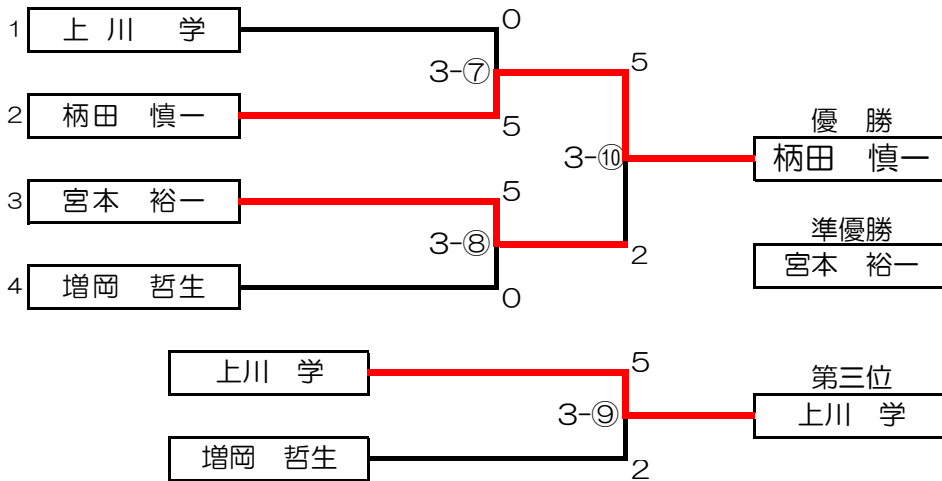 1 上 川　学 0
3-⑦ 5
2 柄田　慎一 5
優　勝
3-⑩ 柄田　慎一
3 宮本　裕一 5
準優勝
3-⑧ 2
宮本　裕一
4 増岡　哲生 0
上川　学 5
第三位
3-⑨ 上川　学
増岡　哲生 2